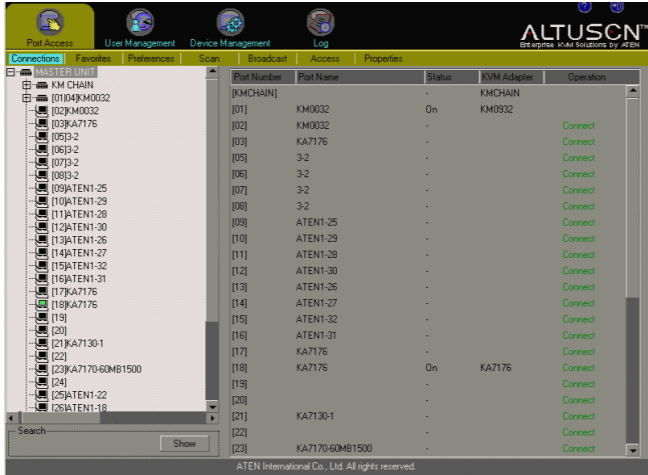 Port Access User Management Device Management Log
ALTUSCN™
Enterprise KVM Solutions by ATEN
Connections Favorites Preferences Scan Broadcast Access Properties
MASTER UNIT
KM CHAIN
[01|04]KM0032
[02]KM0032
[03]KA7176
[05]3-2
[06]3-2
[07]3-2
[08]3-2
[09]ATEN1-25
[10]ATEN1-29
[11]ATEN1-28
[12]ATEN1-30
[13]ATEN1-26
[14]ATEN1-27
[15]ATEN1-32
[16]ATEN1-31
[17]KA7176
[18]KA7176
[19]
[20]
[21]KA7130-1
[22]
[23]KA7170-60MB1500
[24]
[25]ATEN1-22
[26]ATEN1-18
Search
Show
Port Number Port Name Status KVM Adapter Operation
[KMCHAIN] - KMCHAIN
[01] KM0032 On KM0932
[02] KM0032 - Connect
[03] KA7176 - Connect
[05] 3-2 - Connect
[06] 3-2 - Connect
[07] 3-2 - Connect
[08] 3-2 - Connect
[09] ATEN1-25 - Connect
[10] ATEN1-29 - Connect
[11] ATEN1-28 - Connect
[12] ATEN1-30 - Connect
[13] ATEN1-26 - Connect
[14] ATEN1-27 - Connect
[15] ATEN1-32 - Connect
[16] ATEN1-31 - Connect
[17] KA7176 - Connect
[18] KA7176 On KA7176 Connect
[19] - Connect
[20] - Connect
[21] KA7130-1 - Connect
[22] - Connect
[23] KA7170-60MB1500 - Connect
ATEN International Co., Ltd. All rights reserved.